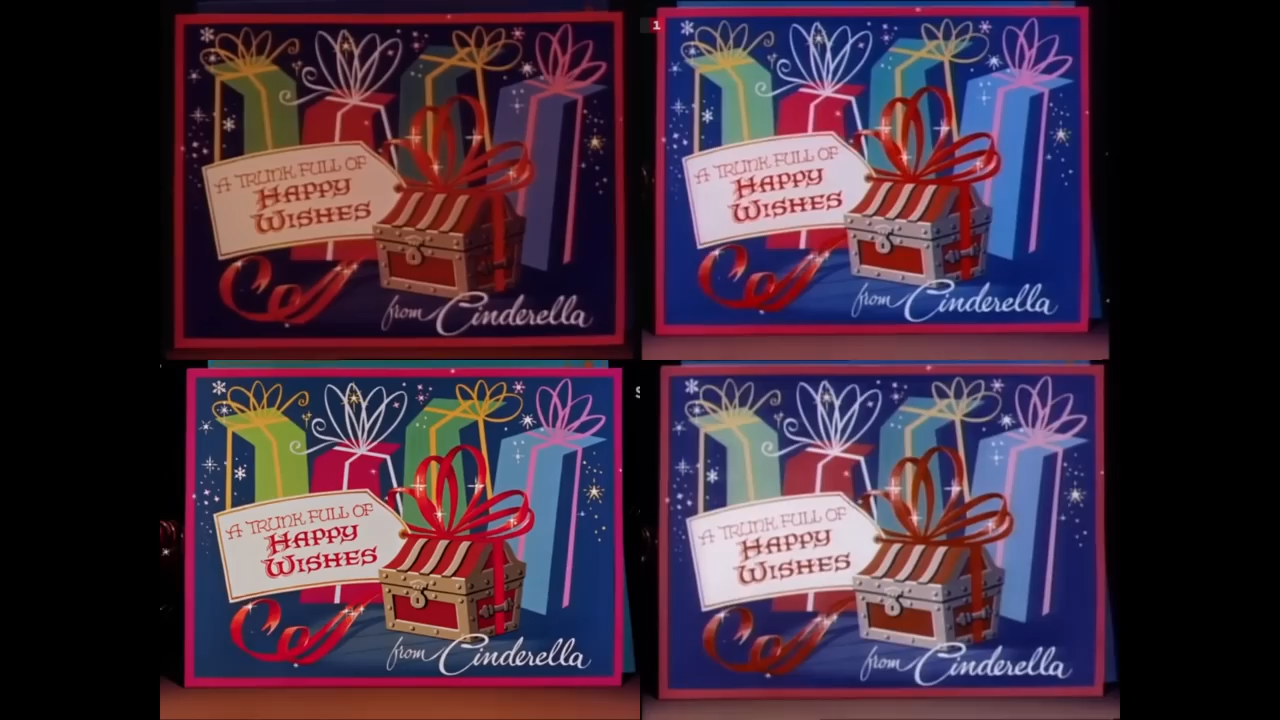 A TRUNK FULL OF
HAPPY
WISHES
from Cinderella
1
A TRUNK FULL OF
HAPPY
WISHES
from Cinderella
A TRUNK FULL OF
HAPPY
WISHES
from Cinderella
A TRUNK FULL OF
HAPPY
WISHES
from Cinderella